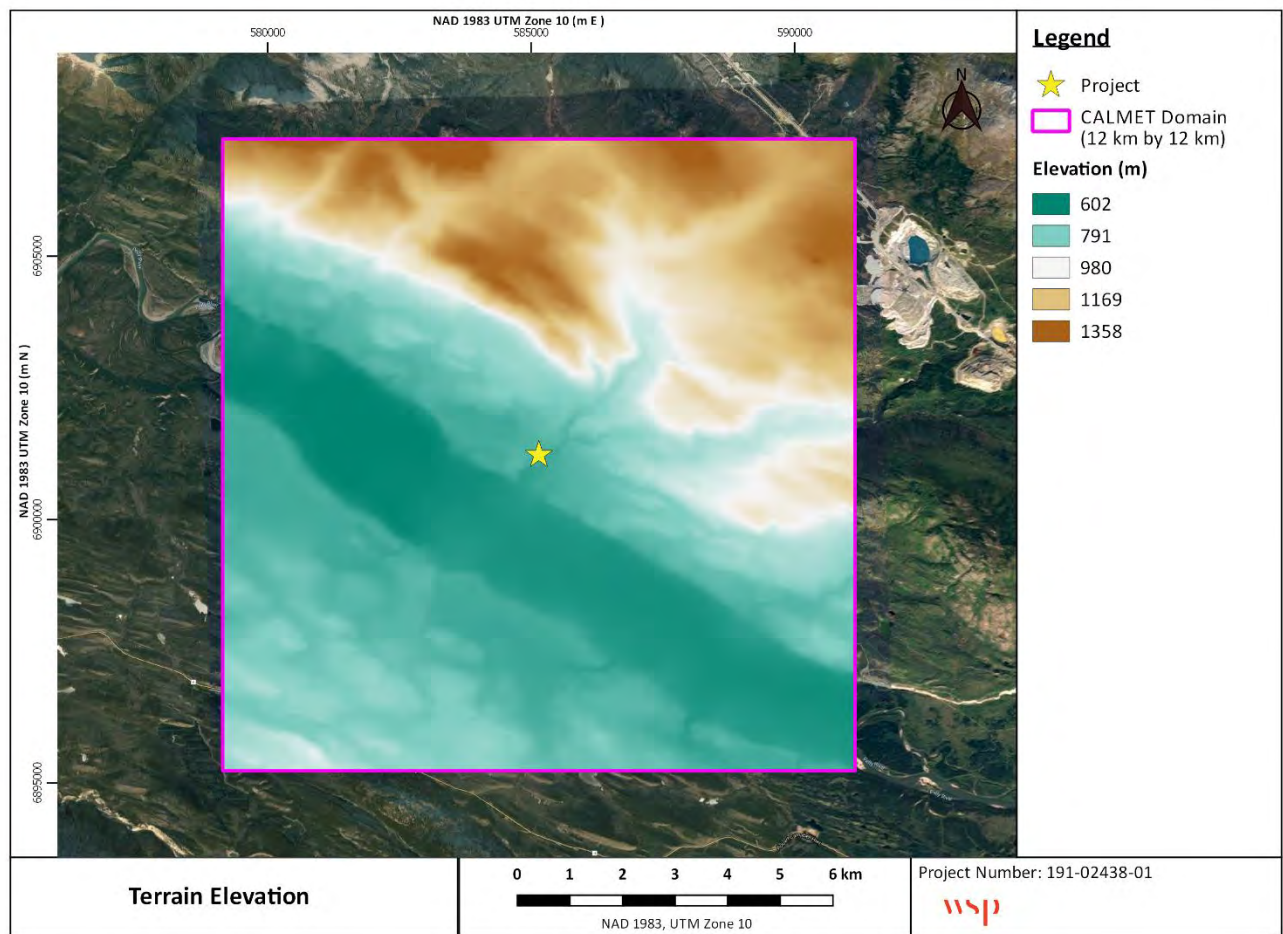 NAD 1983 UTM Zone 10 (m E )
580000
585000
590000
NAD 1983 UTM Zone 10 (m N )
6905000
6900000
6895000
N
Legend
Project
CALMET Domain
(12 km by 12 km)
Elevation (m)
602
791
980
1169
1358
Terrain Elevation
0 1 2 3 4 5 6 km
NAD 1983, UTM Zone 10
Project Number: 191-02438-01
wsp